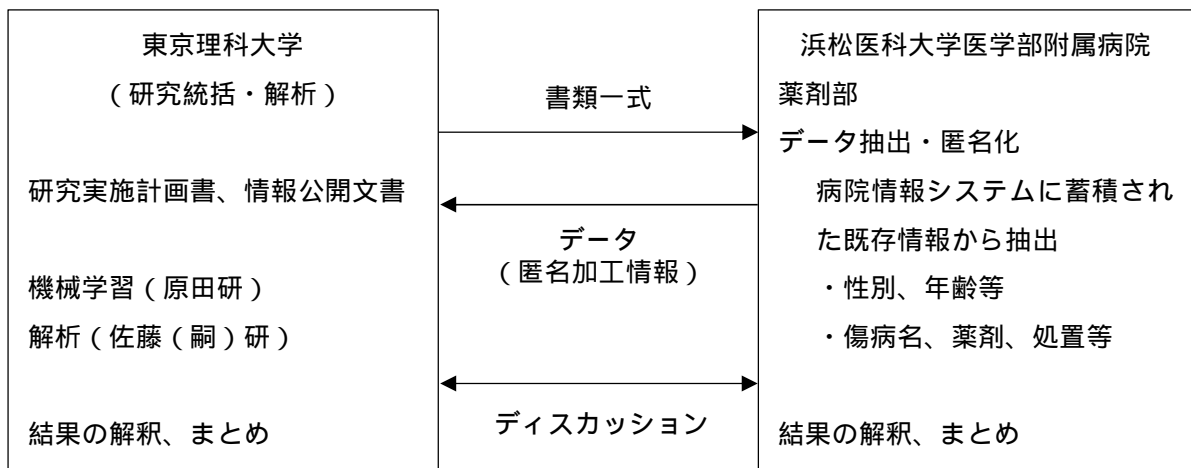 東京理科大学
（研究統括・解析）
研究実施計画書、情報公開文書
機械学習（原田研）
解析（佐藤（嗣）研）
結果の解釈、まとめ
書類一式
データ
（匿名加工情報）
ディスカッション
浜松医科大学医学部附属病院
薬剤部
データ抽出・匿名化
病院情報システムに蓄積され
た既存情報から抽出
・性別、年齢等
・傷病名、薬剤、処置等
結果の解釈、まとめ